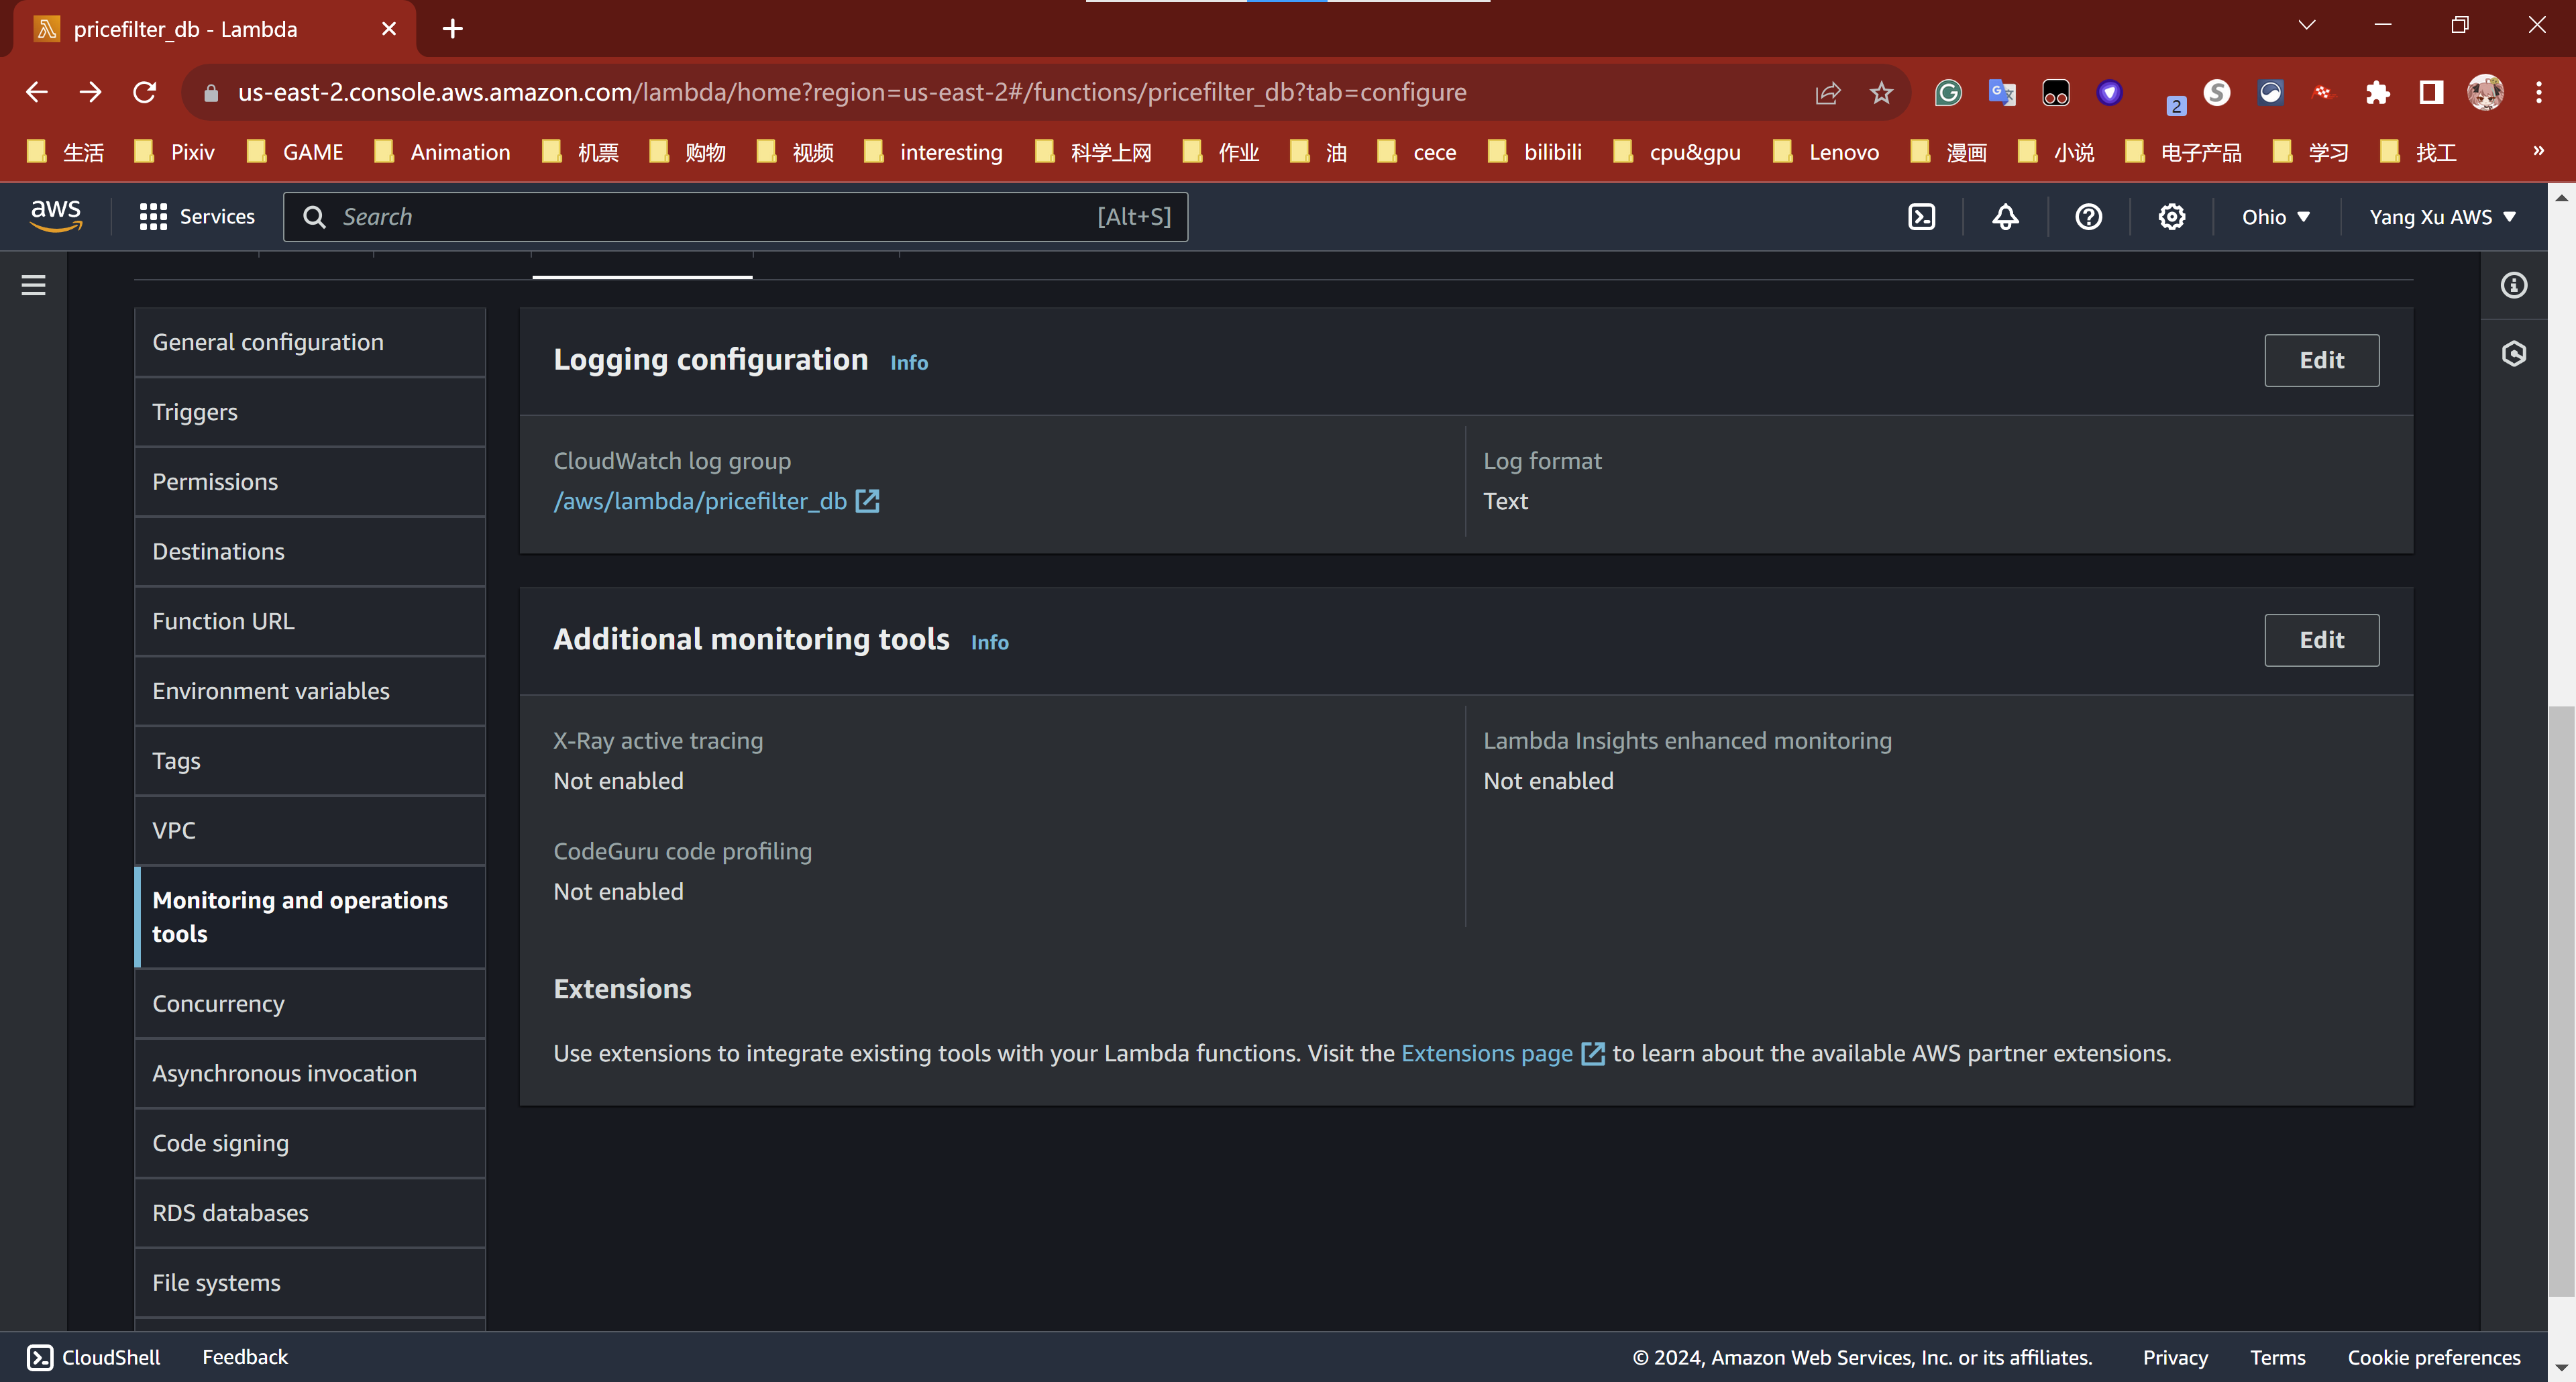 pricefilter_db - Lambda
us-east-2.console.aws.amazon.com/lambda/home?region=us-east-2#/functions/pricefilter_db?tab=configure
2
生活 Pixiv GAME Animation 机票 购物 视频 interesting 科学上网 作业 油 cece bilibili cpu&gpu Lenovo 漫画 小说 电子产品 学习 找工 »
aws Services Search [Alt+S] Ohio Yang Xu AWS
General configuration
Triggers
Permissions
Destinations
Function URL
Environment variables
Tags
VPC
Monitoring and operations
tools
Concurrency
Asynchronous invocation
Code signing
RDS databases
File systems
Logging configuration Info Edit
CloudWatch log group
/aws/lambda/pricefilter_db
Log format
Text
Additional monitoring tools Info Edit
X-Ray active tracing
Not enabled
Lambda Insights enhanced monitoring
Not enabled
CodeGuru code profiling
Not enabled
Extensions
Use extensions to integrate existing tools with your Lambda functions. Visit the Extensions page to learn about the available AWS partner extensions.
CloudShell Feedback © 2024, Amazon Web Services, Inc. or its affiliates. Privacy Terms Cookie preferences